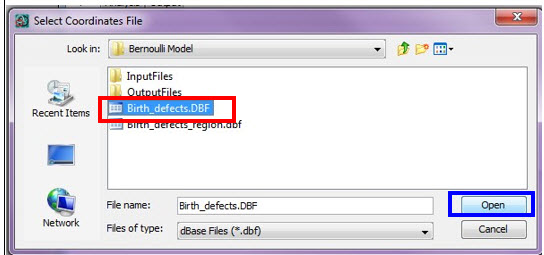 Select Coordinates File
Look in:
Bernoulli Model
InputFiles
OutputFiles
Birth_defects.DBF
Birth_defects_region.dbf
Recent Items
Network
File name:
Birth_defects.DBF
Open
Files of type:
dBase Files (*.dbf)
Cancel